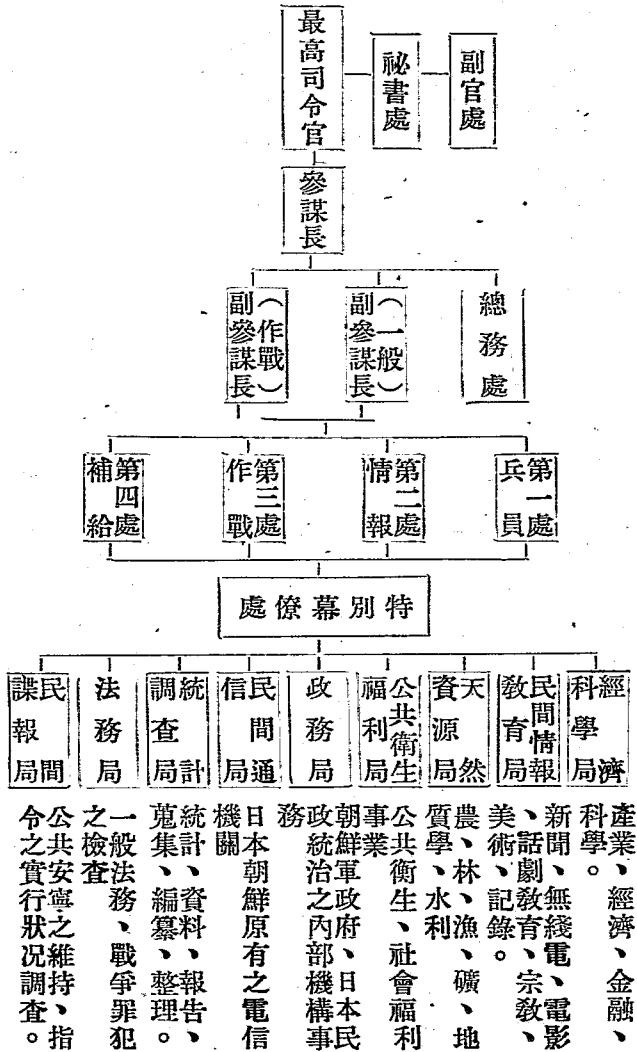 最高司令官
祕書處
副官處
參謀長
總務處
（一般）
副參謀長
（作戰）
副參謀長
第一處
兵員
第二處
情報
第三處
作戰
第四處
補給
特別幕僚處
經濟
科學局
民間情報
教育局
天然
資源局
公共衛生
福利局
政務局
民間通
信局
統計
調查局
法務局
民間
諜報局
產業、經濟、金融、
科學。
新聞、無綫電、電影
、話劇教育、宗教、
美術、記錄。
農、林、漁、礦、地
質學、水利
公共衡生、社會福利
事業
朝鮮軍政府、日本民
政統治之內部機構事
務
日本朝鮮原有之電信
機關
統計、資料、報告、
蒐集、編纂、整理。
一般法務、戰爭罪犯
之檢查
公共安寧之維持、指
令之實行狀况調查。